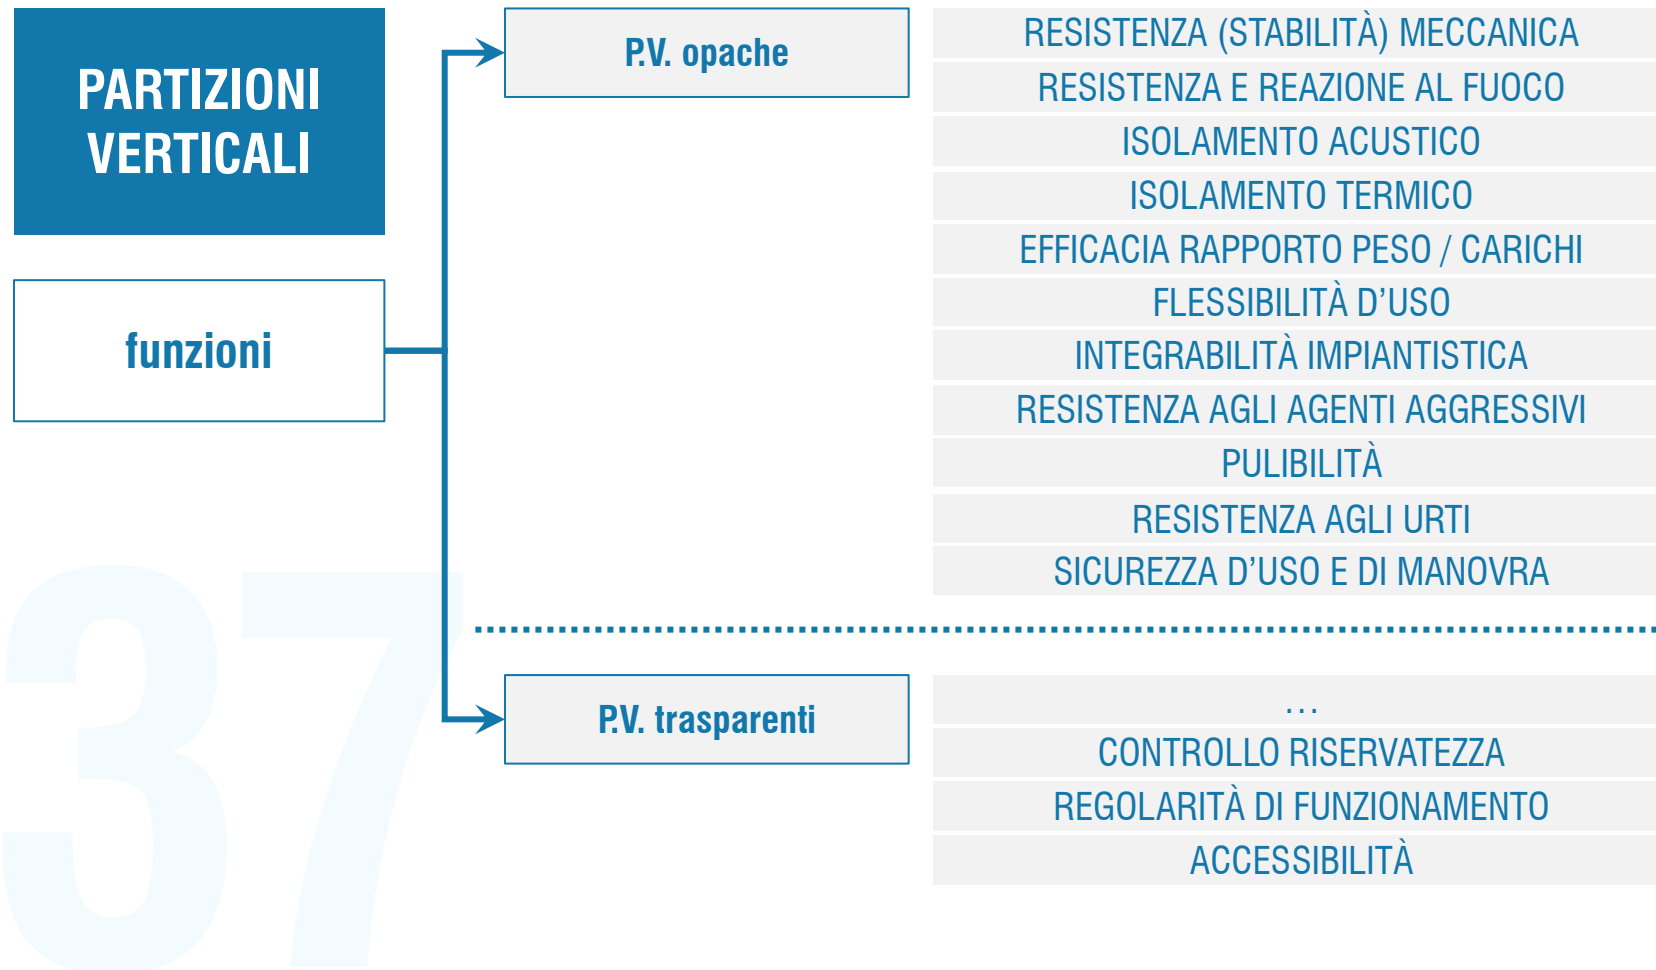 PARTIZIONI
VERTICALI
funzioni
P.V. opache
RESISTENZA (STABILITÀ) MECCANICA
RESISTENZA E REAZIONE AL FUOCO
ISOLAMENTO ACUSTICO
ISOLAMENTO TERMICO
EFFICACIA RAPPORTO PESO / CARICHI
FLESSIBILITÀ D’USO
INTEGRABILITÀ IMPIANTISTICA
RESISTENZA AGLI AGENTI AGGRESSIVI
PULIBILITÀ
RESISTENZA AGLI URTI
SICUREZZA D’USO E DI MANOVRA
P.V. trasparenti
…
CONTROLLO RISERVATEZZA
REGOLARITÀ DI FUNZIONAMENTO
ACCESSIBILITÀ
37